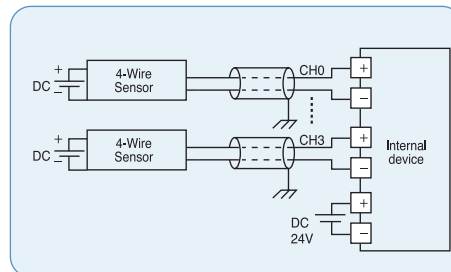 +
DC
4-Wire
Sensor
CH0
+
−
+
DC
4-Wire
Sensor
CH3
+
−
Internal
device
DC
24V
+
−